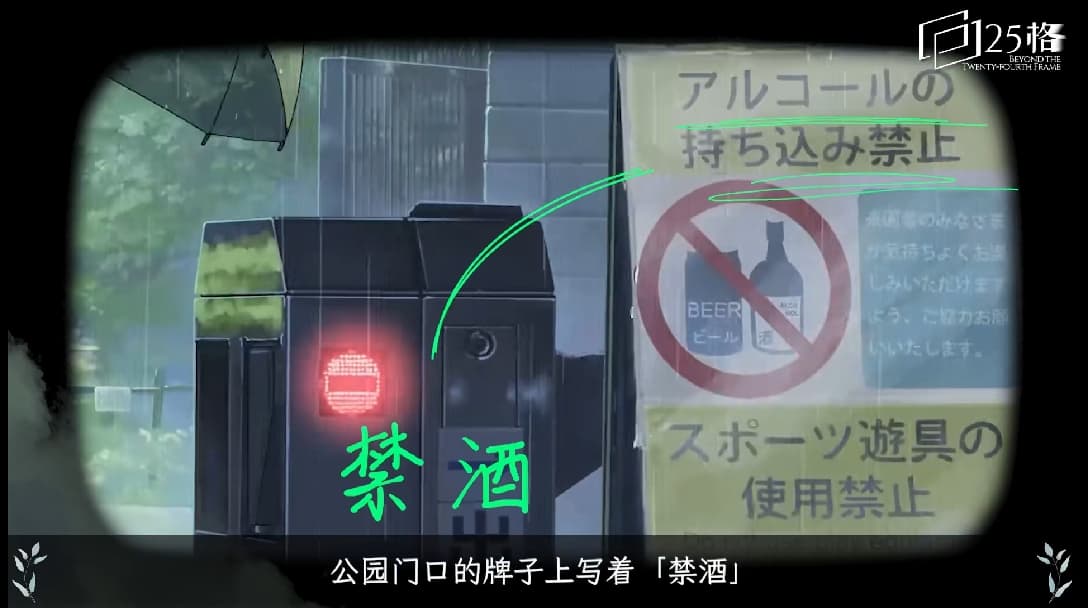 25格
BEYOND THE
TWENTY-FOURTH FRAME
アルコールの
持ち込み禁止
来園者のみなさま
が気持ちよくお楽
しみいただけます
よう、ご協力お願
いいたします。
BEER
ビール
酒
スポーツ遊具の
使用禁止
禁酒
公园门口的牌子上写着「禁酒」